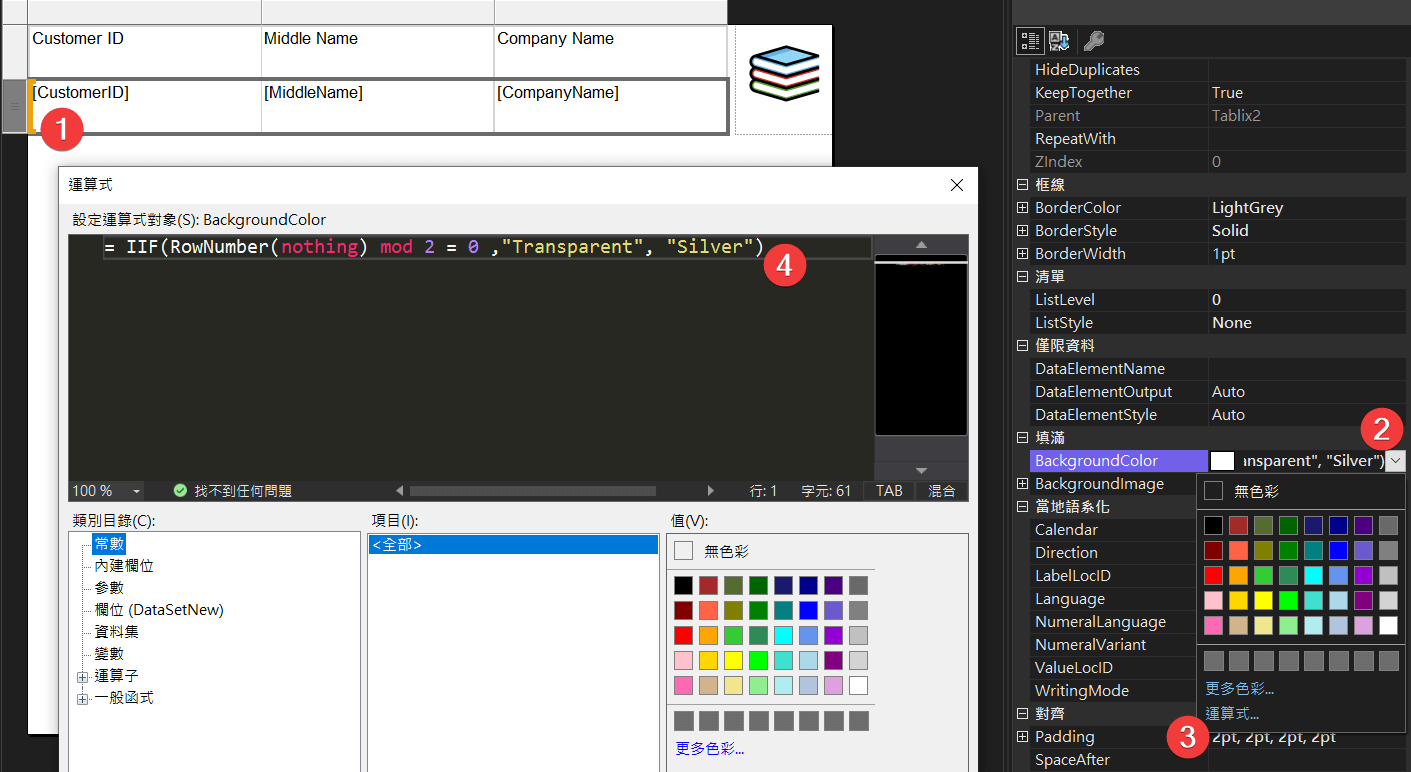 Customer ID
Middle Name
Company Name
[CustomerID]
[MiddleName]
[CompanyName]
1
運算式
設定運算式對象(S): BackgroundColor
= IIF(RowNumber(nothing) mod 2 = 0 ,"Transparent", "Silver")
4
100 %
找不到任何問題
行: 1
字元: 61
TAB
混合
類別目錄(C):
常數
內建欄位
參數
欄位 (DataSetNew)
資料集
變數
運算子
一般函式
項目(I):
<全部>
值(V):
無色彩
更多色彩...
HideDuplicates
KeepTogether True
Parent Tablix2
RepeatWith
ZIndex 0
框線
BorderColor LightGrey
BorderStyle Solid
BorderWidth 1pt
清單
ListLevel 0
ListStyle None
僅限資料
DataElementName
DataElementOutput Auto
DataElementStyle Auto
填滿
2
BackgroundColor nsparent", "Silver")
BackgroundImage
無色彩
當地語系化
Calendar
Direction
LabelLocID
Language
NumeralLanguage
NumeralVariant
ValueLocID
WritingMode
更多色彩...
運算式...
對齊
3
Padding 2pt, 2pt, 2pt, 2pt
SpaceAfter